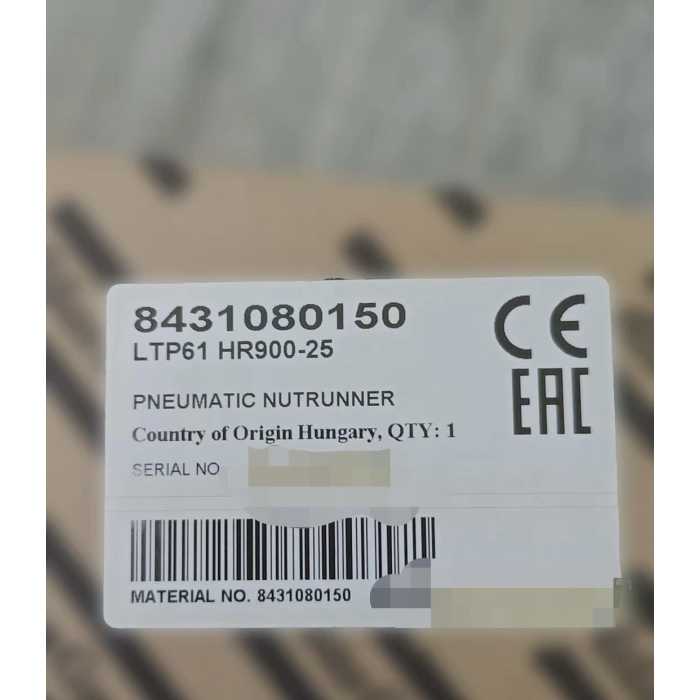 8431080150
LTP61 HR900-25
CE
EAC
PNEUMATIC NUTRUNNER
Country of Origin Hungary, QTY: 1
SERIAL NO
MATERIAL NO. 8431080150